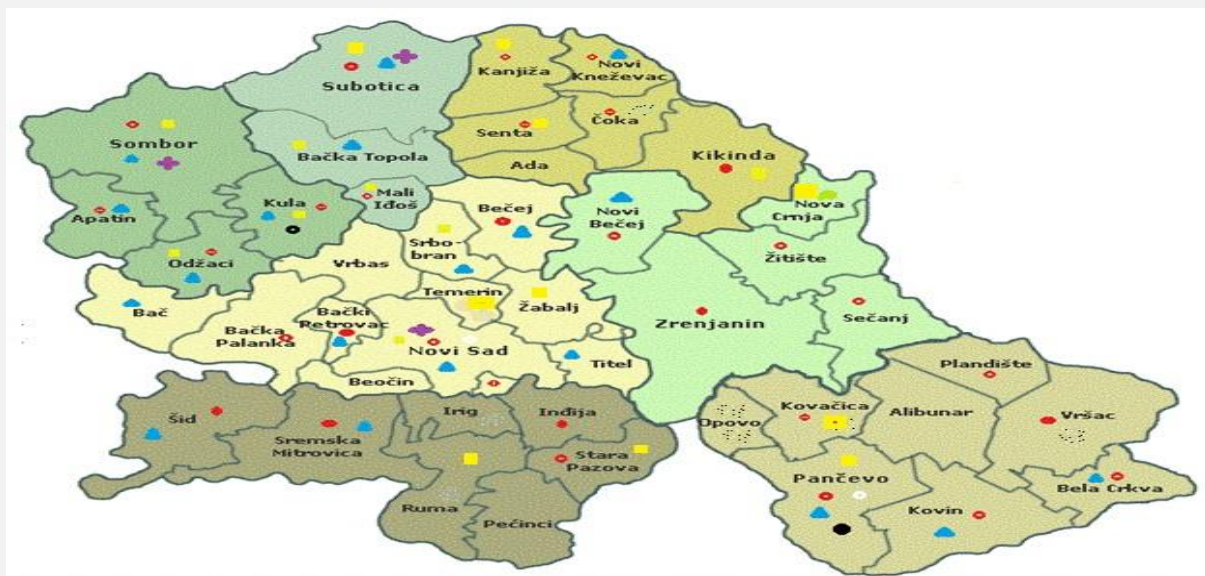 Subotica
Kanjiža
Novi
Kneževac
Sombor
Senta
Čoka
Bačka Topola
Ada
Kikinda
Apatin
Kula
Mali
Iđoš
Bečej
Novi
Bečej
Nova
Crnja
Odžaci
Srbo-
bran
Vrbas
Žitište
Temerin
Bač
Bački
Petrovac
Žabalj
Bačka
Palanka
Zrenjanin
Sečanj
Novi Sad
Titel
Beočin
Plandište
Šid
Irig
Inđija
Kovačica
Alibunar
Vršac
Opovo
Sremska
Mitrovica
Stara
Pazova
Pančevo
Bela Crkva
Ruma
Pećinci
Kovin